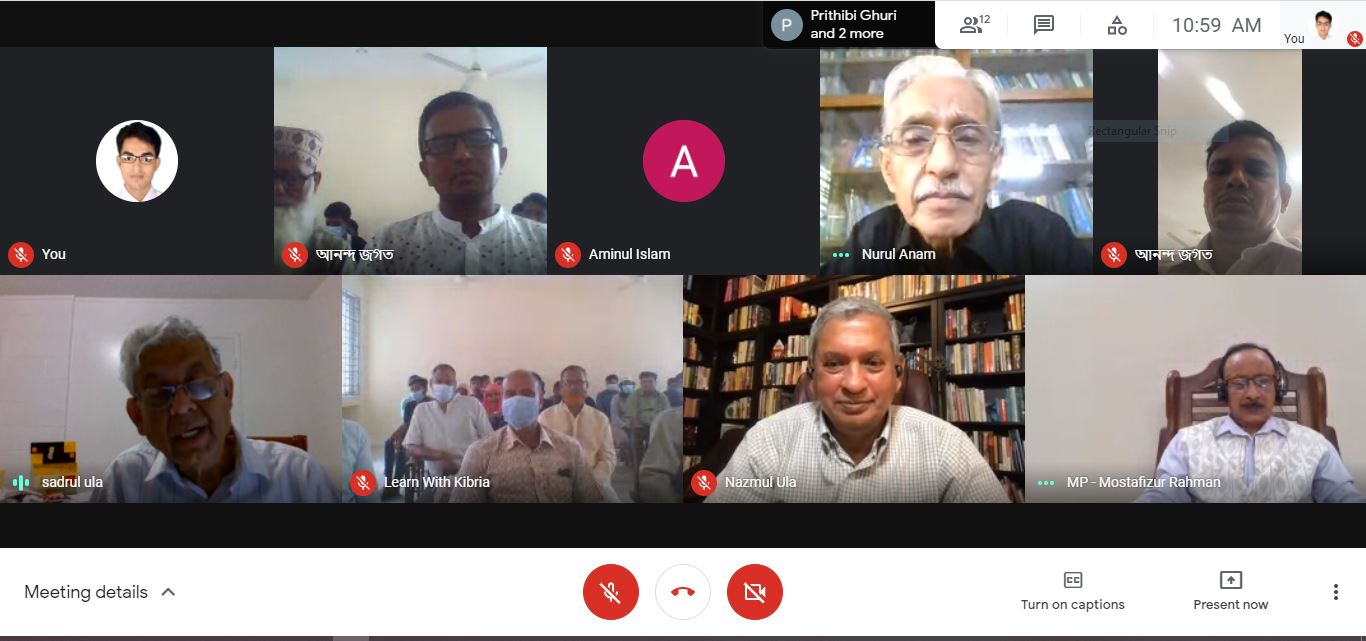 P
Prithibi Ghuri
and 2 more
12
10:59 AM
You
Rectangular Snip
You
আনন্দ জগত
A
Aminul Islam
Nurul Anam
আনন্দ জগত
sadrul ula
Learn With Kibria
Nazmul Ula
MP - Mostafizur Rahman
Meeting details
CC
Turn on captions
Present now